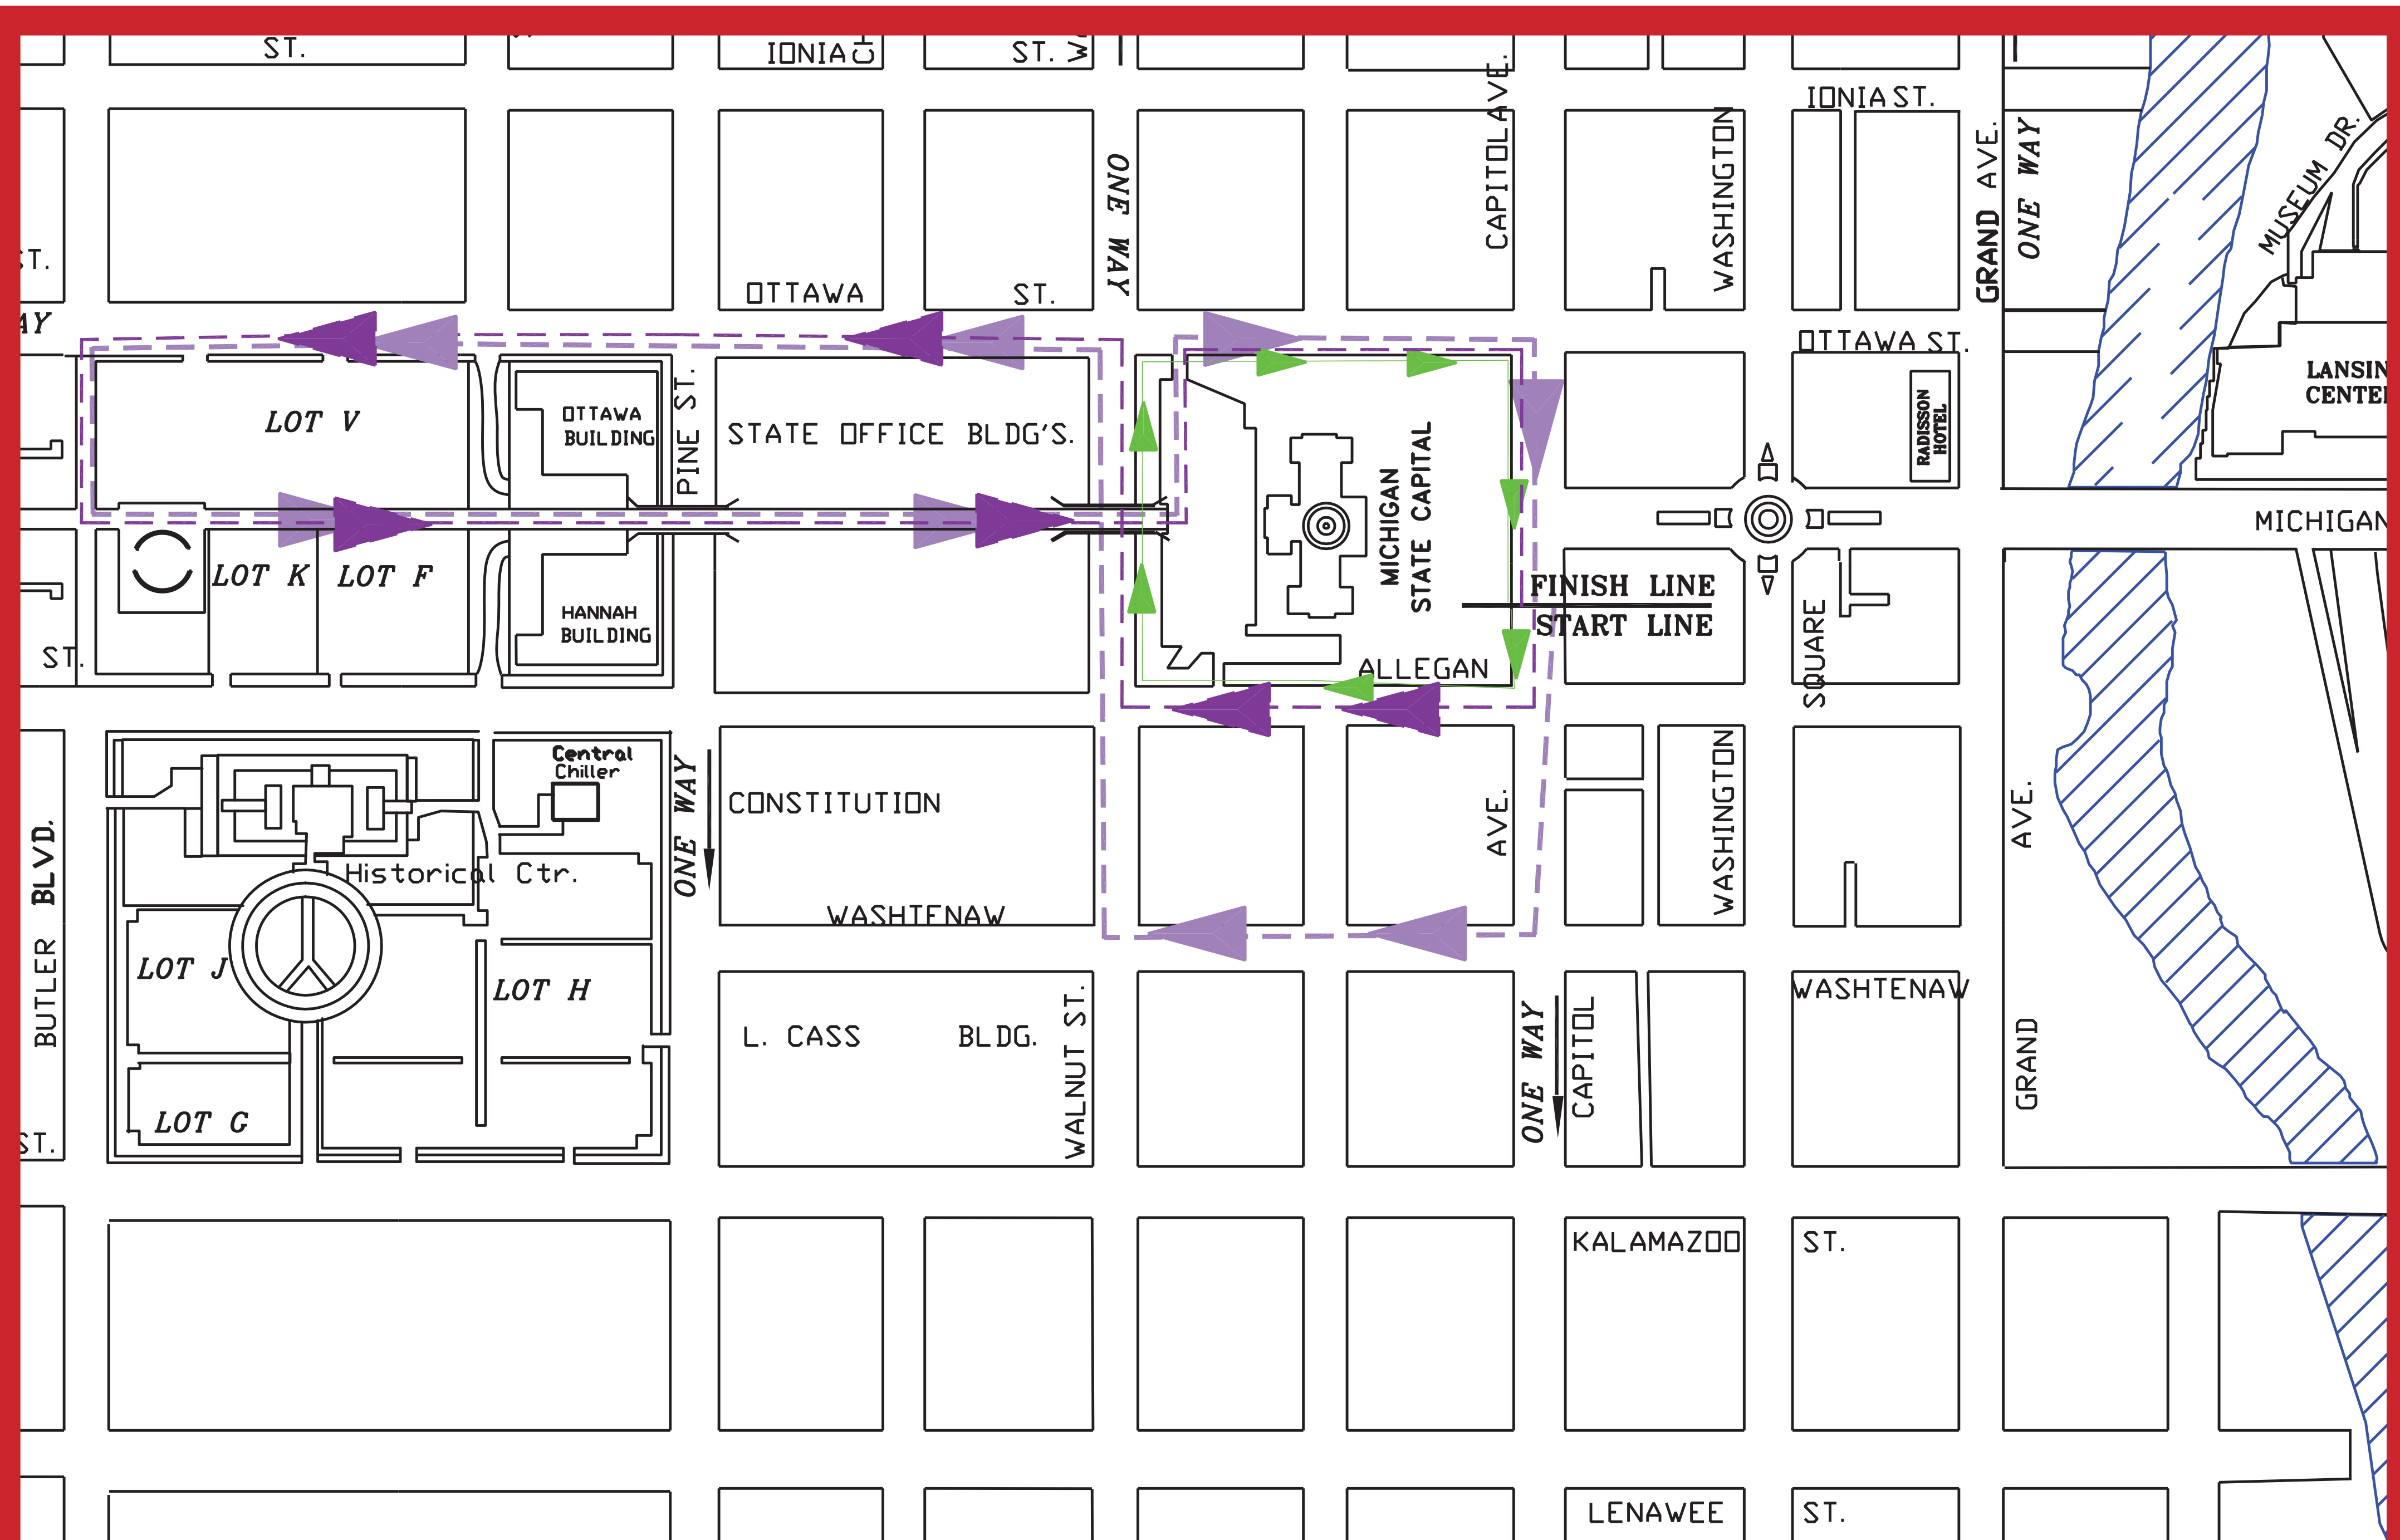 ST.
IONIA
ST.
IONIA ST.
CAPITOL AVE.
WASHINGTON
GRAND AVE.
ONE WAY
MUSEUM DR.
ONE WAY
ST.
OTTAWA ST.
AY
OTTAWA ST.
LOT V
OTTAWA
BUILDING
PINE ST.
STATE OFFICE BLDG'S.
MICHIGAN
STATE CAPITAL
RADISSON
HOTEL
LANSIN
CENTE
MICHIGAN
LOT K
LOT F
HANNAH
BUILDING
FINISH LINE
START LINE
ST.
ALLEGAN
SQUARE
Central
Chiller
ONE WAY
CONSTITUTION
AVE.
WASHINGTON
AVE.
BUTLER BLVD.
Historical Ctr.
WASHTENAW
LOT J
LOT H
L. CASS BLDG.
WALNUT ST.
ONE WAY
CAPITOL
WASHTENAW
GRAND
LOT G
ST.
KALAMAZOO ST.
LENAWEE ST.